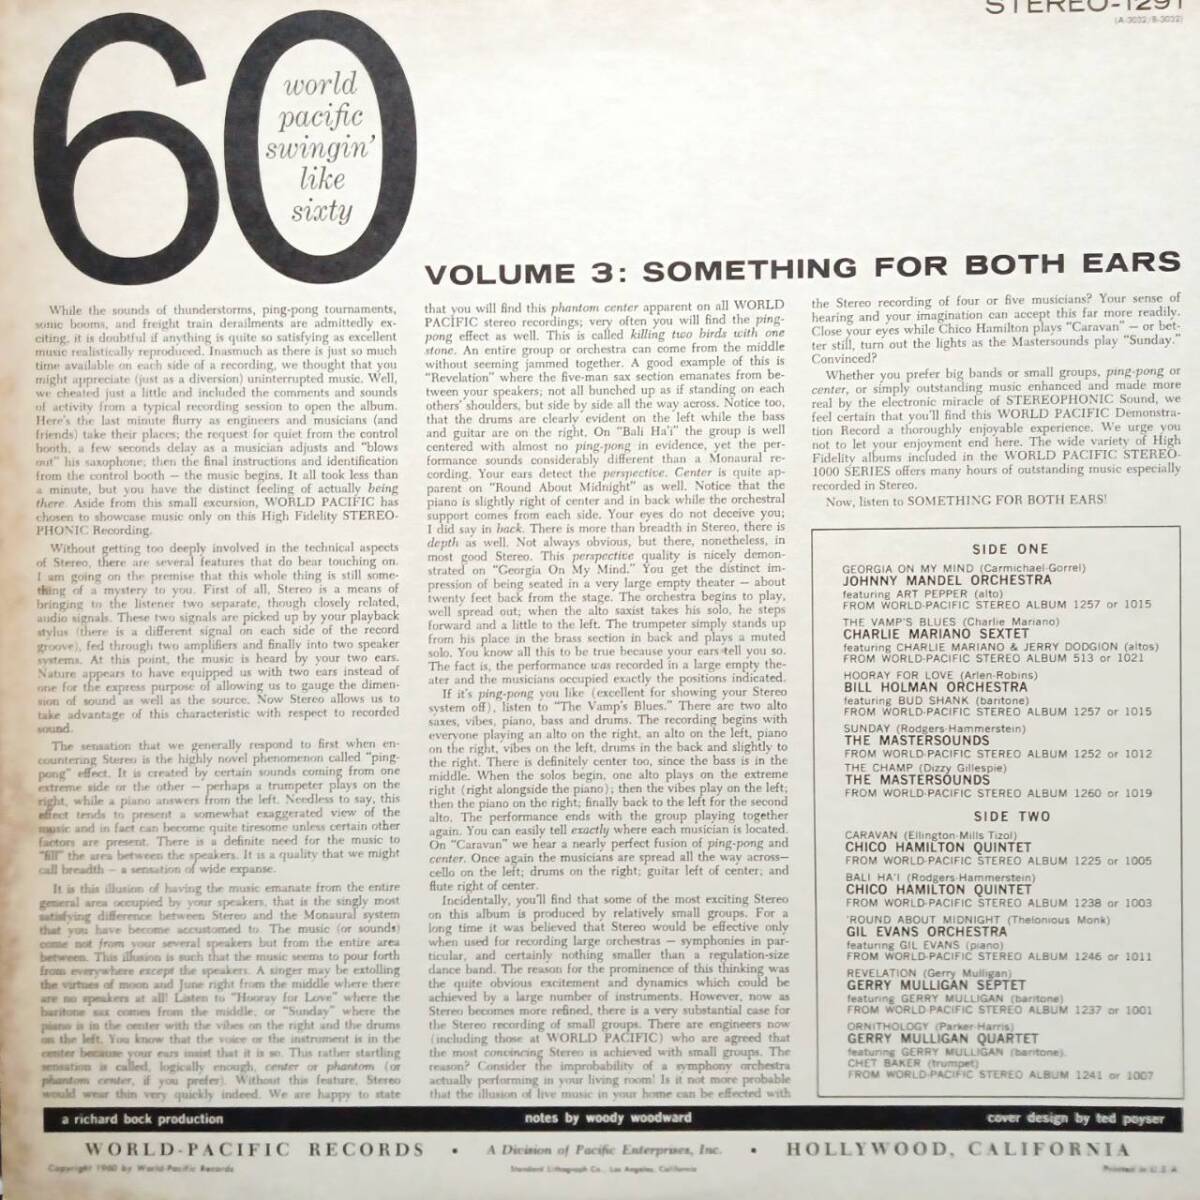 STEREO-1291
(A-3032/B-3032)
60
world
pacific
swingin'
like
sixty
VOLUME 3: SOMETHING FOR BOTH EARS
While the sounds of thunderstorms, ping-pong tournaments,
sonic booms, and freight train derailments are admittedly ex-
citing, it is doubtful if anything is quite so satisfying as excellent
music realistically reproduced. Inasmuch as there is just so much
time available on each side of a recording, we thought that you
might appreciate (just as a diversion) uninterrupted music. Well,
we cheated just a little and included the comments and sounds
of activity from a typical recording session to open the album.
Here's the last minute flurry as engineers and musicians (and
friends) take their places; the request for quiet from the control
booth, a few seconds delay as a musician adjusts and "blows
out" his saxophone; then the final instructions and identification
from the control booth – the music begins. It all took less than
a minute, but you have the distinct feeling of actually being
there. Aside from this small excursion, WORLD PACIFIC has
chosen to showcase music only on this High Fidelity STEREO-
PHONIC Recording.
Without getting too deeply involved in the technical aspects
of Stereo, there are several features that do bear touching on.
I am going on the premise that this whole thing is still some-
thing of a mystery to you. First of all, Stereo is a means of
bringing to the listener two separate, though closely related,
audio signals. These two signals are picked up by your playback
stylus (there is a different signal on each side of the record
groove), fed through two amplifiers and finally into two speaker
systems. At this point, the music is heard by your two ears.
Nature appears to have equipped us with two ears instead of
one for the express purpose of allowing us to gauge the dimen-
sion of sound as well as the source. Now Stereo allows us to
take advantage of this characteristic with respect to recorded
sound.
The sensation that we generally respond to first when en-
countering Stereo is the highly novel phenomenon called "ping-
pong" effect. It is created by certain sounds coming from one
extreme side or the other – perhaps a trumpeter plays on the
right, while a piano answers from the left. Needless to say, this
effect tends to present a somewhat exaggerated view of the
music and in fact can become quite tiresome unless certain other
factors are present. There is a definite need for the music to
"fill" the area between the speakers. It is a quality that we might
call breadth – a sensation of wide expanse.
It is this illusion of having the music emanate from the entire
general area occupied by your speakers, that is the singly most
satisfying difference between Stereo and the Monaural system
that you have become accustomed to. The music (or sounds)
come not from your several speakers but from the entire area
between. This illusion is such that the music seems to pour forth
from everywhere except the speakers. A singer may be extolling
the virtues of moon and June right from the middle where there
are no speakers at all! Listen to "Hooray for Love" where the
baritone sax comes from the middle, or "Sunday" where the
piano is in the center with the vibes on the right and the drums
on the left. You know that the voice or the instrument is in the
center because your ears insist that it is so. This rather startling
sensation is called, logically enough, center or phantom (or
phantom center, if you prefer). Without this feature, Stereo
would wear thin very quickly indeed. We are happy to state
that you will find this phantom center apparent on all WORLD
PACIFIC stereo recordings; very often you will find the ping-
pong effect as well. This is called killing two birds with one
stone. An entire group or orchestra can come from the middle
without seeming jammed together. A good example of this is
"Revelation" where the five-man sax section emanates from be-
tween your speakers; not all bunched up as if standing on each
others' shoulders, but side by side all the way across. Notice too,
that the drums are clearly evident on the left while the bass
and guitar are on the right. On "Bali Ha'i" the group is well
centered with almost no ping-pong in evidence, yet the per-
formance sounds considerably different than a Monaural re-
cording. Your ears detect the perspective. Center is quite ap-
parent on "Round About Midnight" as well. Notice that the
piano is slightly right of center and in back while the orchestral
support comes from each side. Your eyes do not deceive you;
I did say in back. There is more than breadth in Stereo, there is
depth as well. Not always obvious, but there, nonetheless, in
most good Stereo. This perspective quality is nicely demon-
strated on "Georgia On My Mind." You get the distinct im-
pression of being seated in a very large empty theater – about
twenty feet back from the stage. The orchestra begins to play,
well spread out; when the alto saxist takes his solo, he steps
forward and a little to the left. The trumpeter simply stands up
from his place in the brass section in back and plays a muted
solo. You know all this to be true because your ears tell you so.
The fact is, the performance was recorded in a large empty the-
ater and the musicians occupied exactly the positions indicated.
If it's ping-pong you like (excellent for showing your Stereo
system off), listen to "The Vamp's Blues." There are two alto
saxes, vibes, piano, bass and drums. The recording begins with
everyone playing an alto on the right, an alto on the left, piano
on the right, vibes on the left, drums in the back and slightly to
the right. There is definitely center too, since the bass is in the
middle. When the solos begin, one alto plays on the extreme
right (right alongside the piano); then the vibes play on the left;
then the piano on the right; finally back to the left for the second
alto. The performance ends with the group playing together
again. You can easily tell exactly where each musician is located.
On "Caravan" we hear a nearly perfect fusion of ping-pong and
center. Once again the musicians are spread all the way across—
cello on the left; drums on the right; guitar left of center; and
flute right of center.
Incidentally, you'll find that some of the most exciting Stereo
on this album is produced by relatively small groups. For a
long time it was believed that Stereo would be effective only
when used for recording large orchestras – symphonies in par-
ticular, and certainly nothing smaller than a regulation-size
dance band. The reason for the prominence of this thinking was
the quite obvious excitement and dynamics which could be
achieved by a large number of instruments. However, now as
Stereo becomes more refined, there is a very substantial case for
the Stereo recording of small groups. There are engineers now
(including those at WORLD PACIFIC) who are agreed that
the most convincing Stereo is achieved with small groups. The
reason? Consider the improbability of a symphony orchestra
actually performing in your living room! Is it not more probable
that the illusion of live music in your home can be effected with
the Stereo recording of four or five musicians? Your sense of
hearing and your imagination can accept this far more readily.
Close your eyes while Chico Hamilton plays "Caravan" – or bet-
ter still, turn out the lights as the Mastersounds play "Sunday."
Convinced?
Whether you prefer big bands or small groups, ping-pong or
center, or simply outstanding music enhanced and made more
real by the electronic miracle of STEREOPHONIC Sound, we
feel certain that you'll find this WORLD PACIFIC Demonstra-
tion Record a thoroughly enjoyable experience. We urge you
not to let your enjoyment end here. The wide variety of High
Fidelity albums included in the WORLD PACIFIC STEREO-
1000 SERIES offers many hours of outstanding music especially
recorded in Stereo.
Now, listen to SOMETHING FOR BOTH EARS!
SIDE ONE
GEORGIA ON MY MIND (Carmichael-Gorrel)
JOHNNY MANDEL ORCHESTRA
featuring ART PEPPER (alto)
FROM WORLD-PACIFIC STEREO ALBUM 1257 or 1015
THE VAMP'S BLUES (Charlie Mariano)
CHARLIE MARIANO SEXTET
featuring CHARLIE MARIANO & JERRY DODGION (altos)
FROM WORLD-PACIFIC STEREO ALBUM 513 or 1021
HOORAY FOR LOVE (Arlen-Robins)
BILL HOLMAN ORCHESTRA
featuring BUD SHANK (baritone)
FROM WORLD-PACIFIC STEREO ALBUM 1257 or 1015
SUNDAY (Rodgers-Hammerstein)
THE MASTERSOUNDS
FROM WORLD-PACIFIC STEREO ALBUM 1252 or 1012
THE CHAMP (Dizzy Gillespie)
THE MASTERSOUNDS
FROM WORLD-PACIFIC STEREO ALBUM 1260 or 1019
SIDE TWO
CARAVAN (Ellington-Mills Tizol)
CHICO HAMILTON QUINTET
FROM WORLD-PACIFIC STEREO ALBUM 1225 or 1005
BALI HA'I (Rodgers-Hammerstein)
CHICO HAMILTON QUINTET
FROM WORLD-PACIFIC STEREO ALBUM 1238 or 1003
'ROUND ABOUT MIDNIGHT (Thelonious Monk)
GIL EVANS ORCHESTRA
featuring GIL EVANS (piano)
FROM WORLD-PACIFIC STEREO ALBUM 1246 or 1011
REVELATION (Gerry Mulligan)
GERRY MULLIGAN SEPTET
featuring GERRY MULLIGAN (baritone)
FROM WORLD-PACIFIC STEREO ALBUM 1237 or 1001
ORNITHOLOGY (Parker-Harris)
GERRY MULLIGAN QUARTET
featuring GERRY MULLIGAN (baritone).
CHET BAKER (trumpet)
FROM WORLD-PACIFIC STEREO ALBUM 1241 or 1007
a richard bock production notes by woody woodward cover design by ted poyser
WORLD-PACIFIC RECORDS • A Division of Pacific Enterprises, Inc. • HOLLYWOOD, CALIFORNIA
Copyright 1960 by World-Pacific Records Standard Lithograph Co., Los Angeles, California Printed in U.S.A.